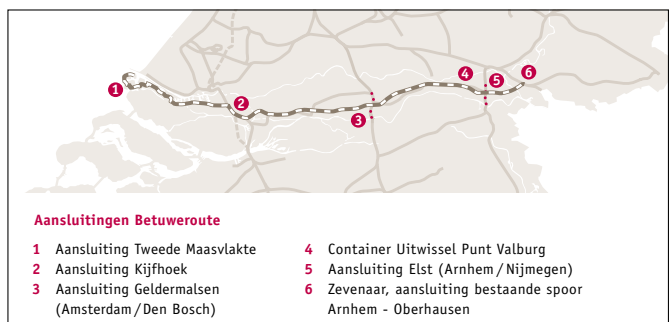 1
2
3
4
5
6
Aansluitingen Betuweroute
1 Aansluiting Tweede Maasvlakte
2 Aansluiting Kijfhoek
3 Aansluiting Geldermalsen
(Amsterdam / Den Bosch)
4 Container Uitwissel Punt Valburg
5 Aansluiting Elst (Arnhem / Nijmegen)
6 Zevenaar, aansluiting bestaande spoor
Arnhem - Oberhausen